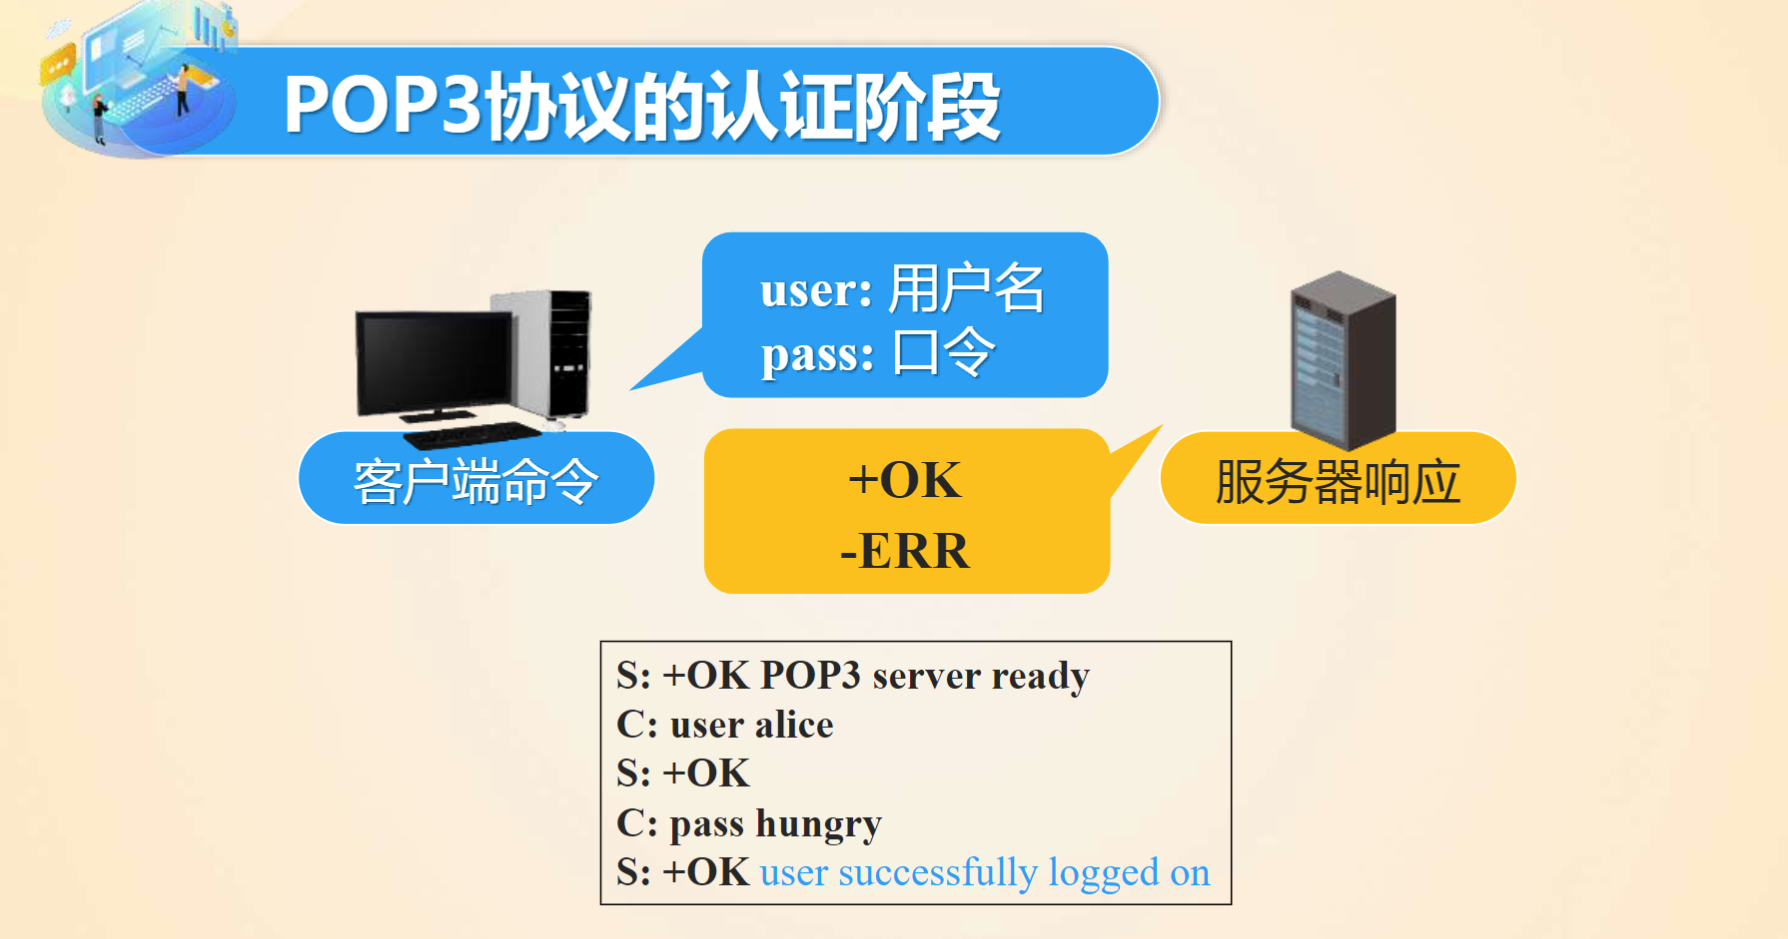 POP3协议的认证阶段
user: 用户名
pass: 口令
客户端命令
+OK
-ERR
服务器响应
S: +OK POP3 server ready
C: user alice
S: +OK
C: pass hungry
S: +OK user successfully logged on